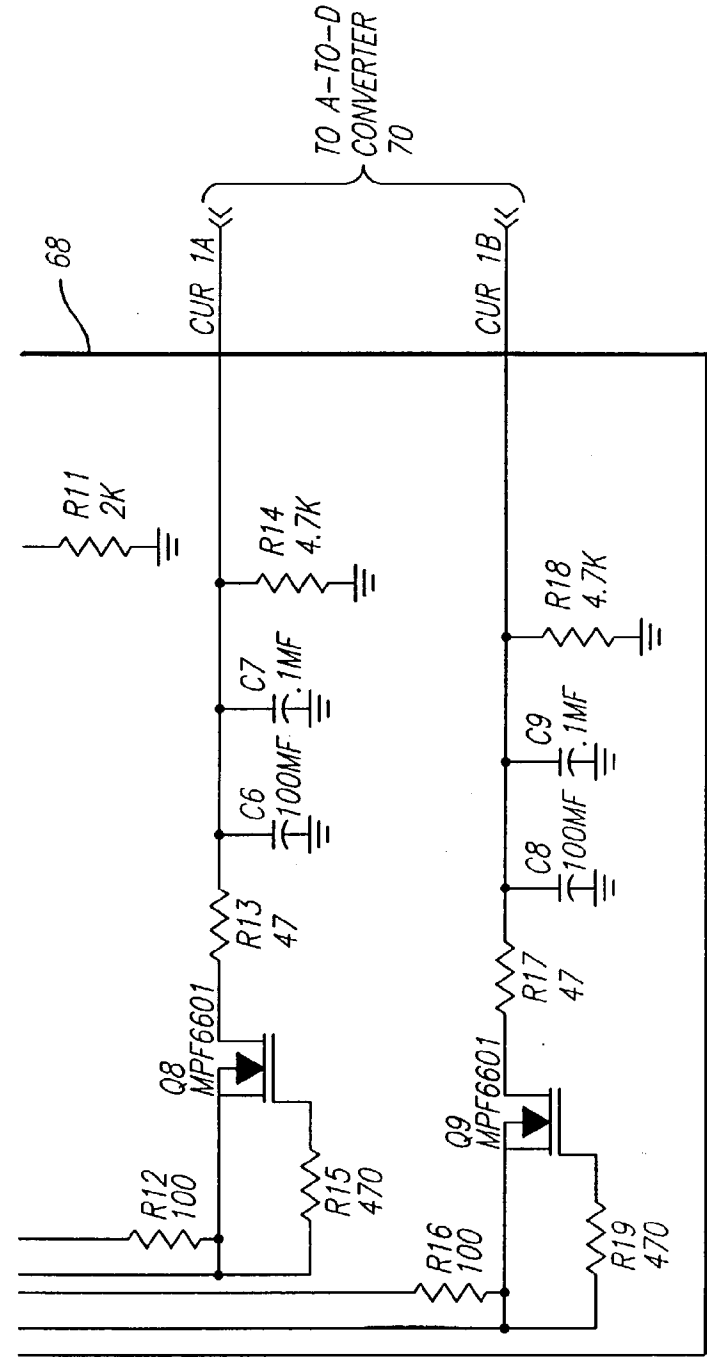 TO A-TO-D
CONVERTER
70
68
CUR 1A
CUR 1B
R11
2K
R14
4.7K
R18
4.7K
C7
.1MF
C6
100MF
C9
.1MF
C8
100MF
R13
47
R17
47
Q8
MPF6601
Q9
MPF6601
R12
100
R15
470
R16
100
R19
470